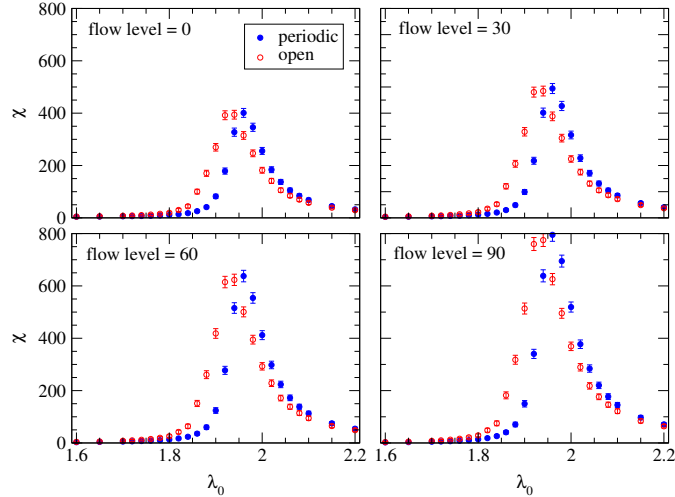 800
600
400
200
0
χ
flow level = 0
periodic
open
flow level = 30
800
600
400
200
0
χ
flow level = 60
flow level = 90
1.6 1.8 2 2.2
λ0
1.6 1.8 2 2.2
λ0